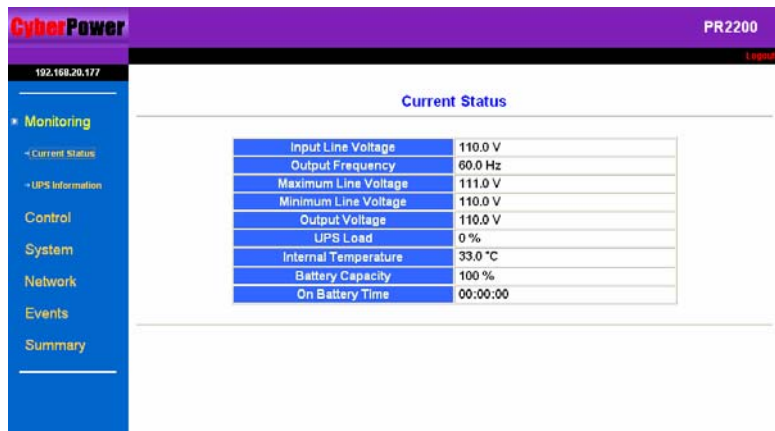 CyberPower
PR2200
Logout
192.168.20.177
Monitoring
Current Status
UPS Information
Control
System
Network
Events
Summary
Current Status
Input Line Voltage 110.0 V
Output Frequency 60.0 Hz
Maximum Line Voltage 111.0 V
Minimum Line Voltage 110.0 V
Output Voltage 110.0 V
UPS Load 0 %
Internal Temperature 33.0 °C
Battery Capacity 100 %
On Battery Time 00:00:00